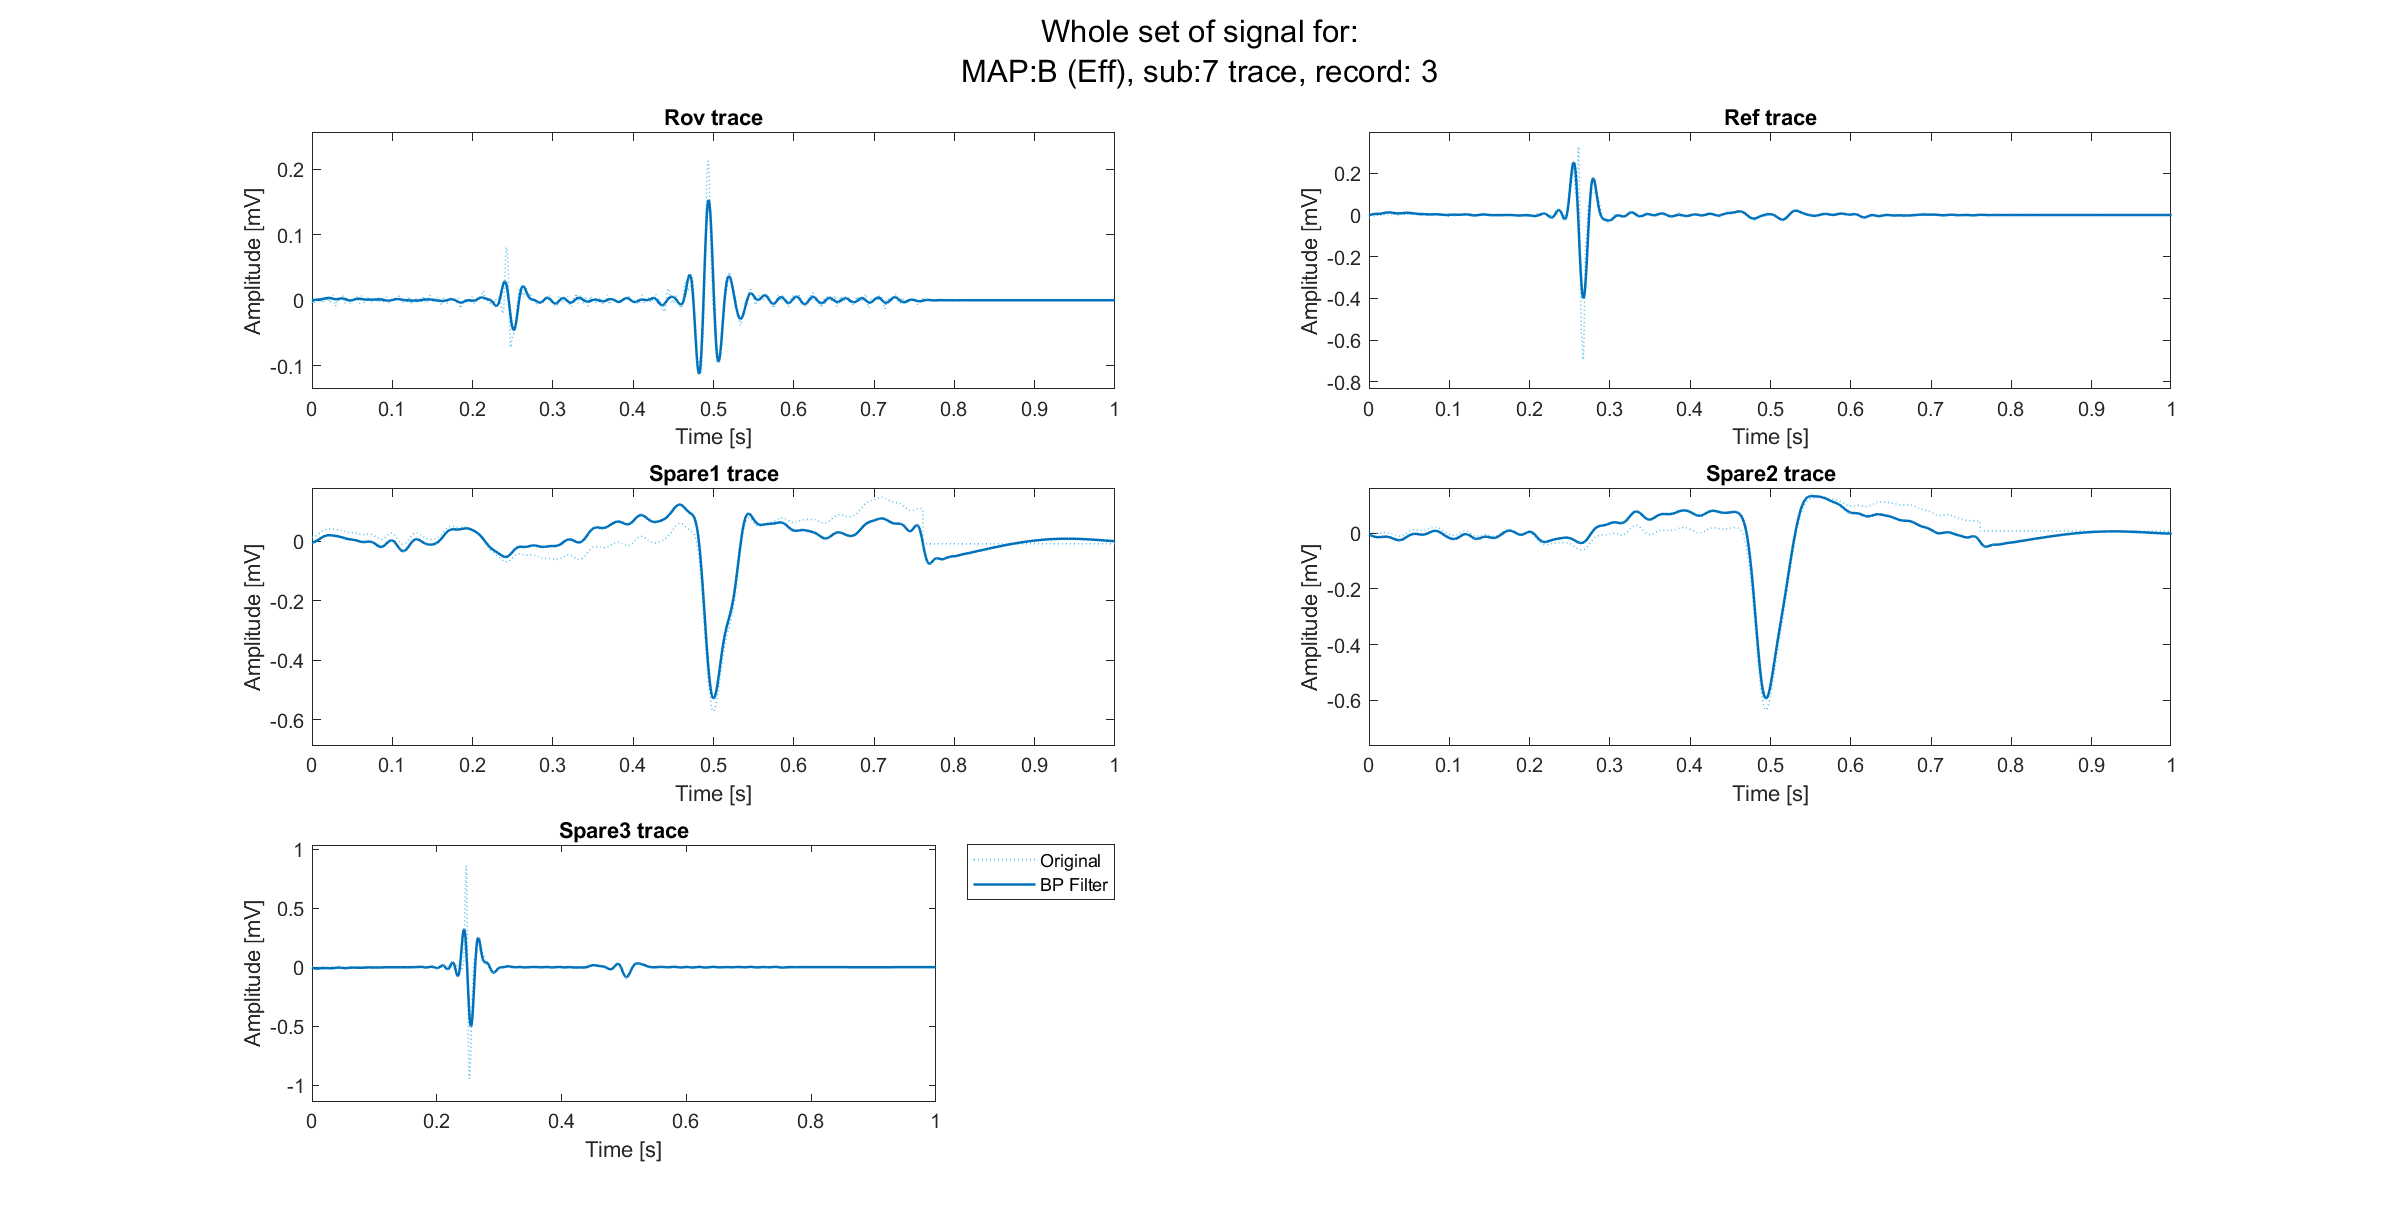 Whole set of signal for:
MAP:B (Eff), sub:7 trace, record: 3
Rov trace
0.2
0.1
0
-0.1
Amplitude [mV]
0 0.1 0.2 0.3 0.4 0.5 0.6 0.7 0.8 0.9 1
Time [s]
Ref trace
0.2
0
-0.2
-0.4
-0.6
-0.8
Amplitude [mV]
0 0.1 0.2 0.3 0.4 0.5 0.6 0.7 0.8 0.9 1
Time [s]
Spare1 trace
0
-0.2
-0.4
-0.6
Amplitude [mV]
0 0.1 0.2 0.3 0.4 0.5 0.6 0.7 0.8 0.9 1
Time [s]
Spare2 trace
0
-0.2
-0.4
-0.6
Amplitude [mV]
0 0.1 0.2 0.3 0.4 0.5 0.6 0.7 0.8 0.9 1
Time [s]
Spare3 trace
1
0.5
0
-0.5
-1
Amplitude [mV]
0 0.2 0.4 0.6 0.8 1
Time [s]
Original
BP Filter